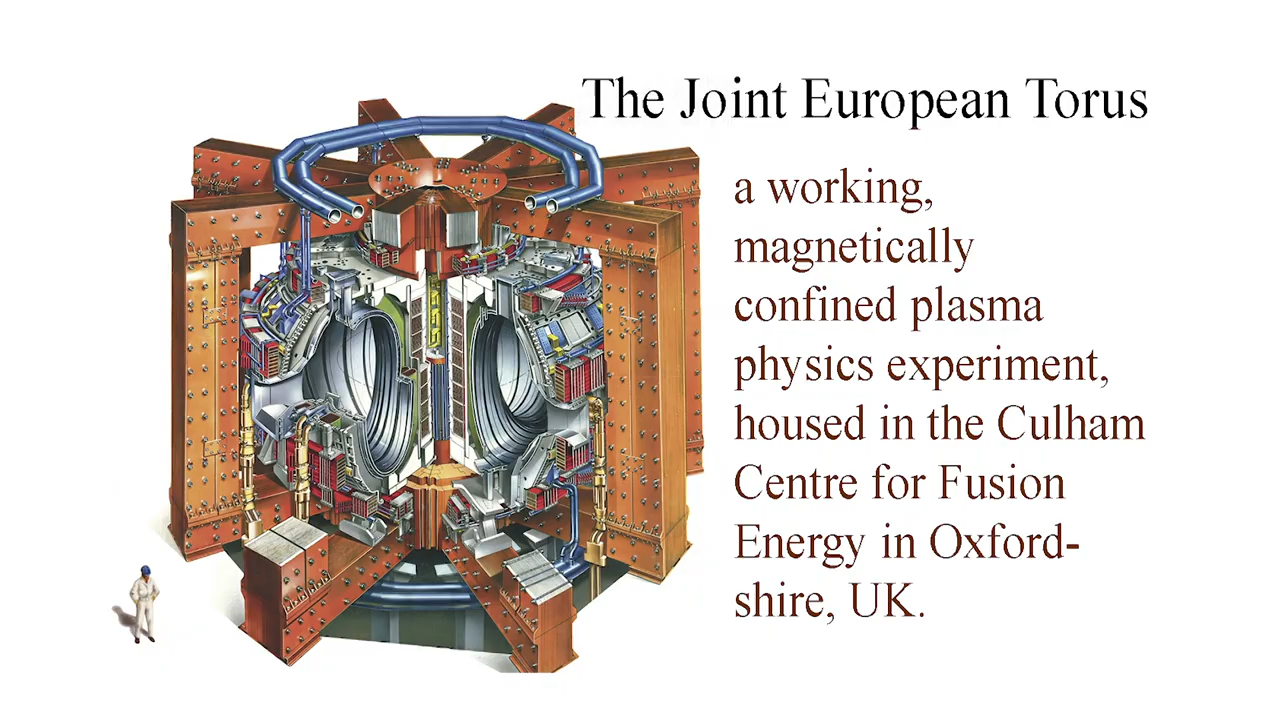 The Joint European Torus
a working,
magnetically
confined plasma
physics experiment,
housed in the Culham
Centre for Fusion
Energy in Oxford-
shire, UK.